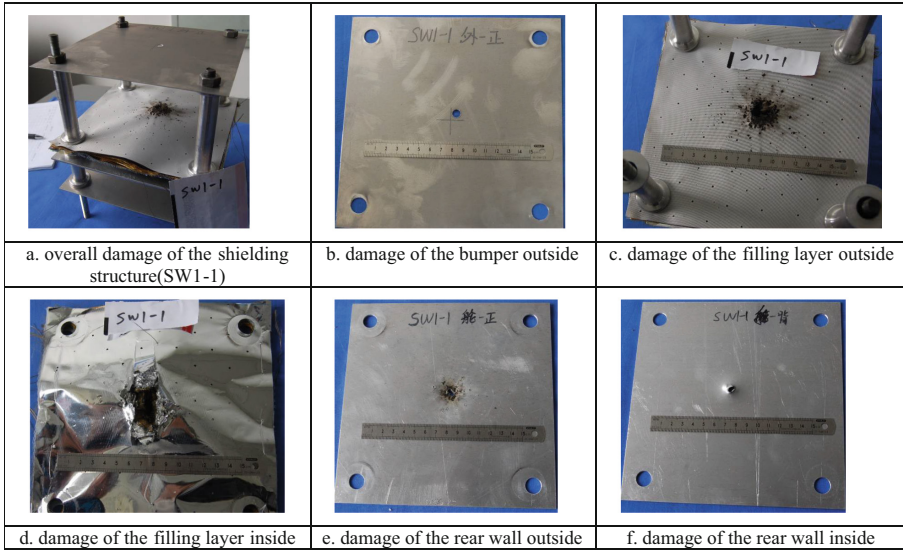 SW1-1
SW1-1 外-正
SW1-1
a. overall damage of the shielding
structure(SW1-1)
b. damage of the bumper outside
c. damage of the filling layer outside
SW1-1
SW1-1 舱-正
SW1-1 舱-背
d. damage of the filling layer inside
e. damage of the rear wall outside
f. damage of the rear wall inside